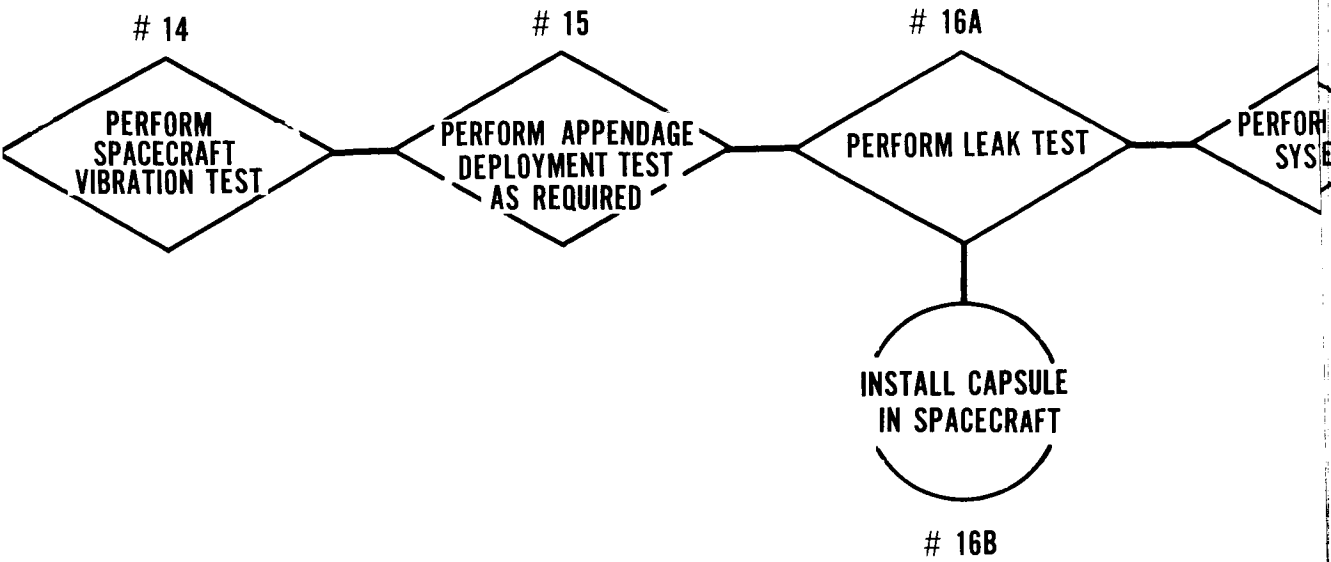 # 14
# 15
# 16A
PERFORM
SPACECRAFT
VIBRATION TEST
PERFORM APPENDAGE
DEPLOYMENT TEST
AS REQUIRED
PERFORM LEAK TEST
INSTALL CAPSULE
IN SPACECRAFT
# 16B